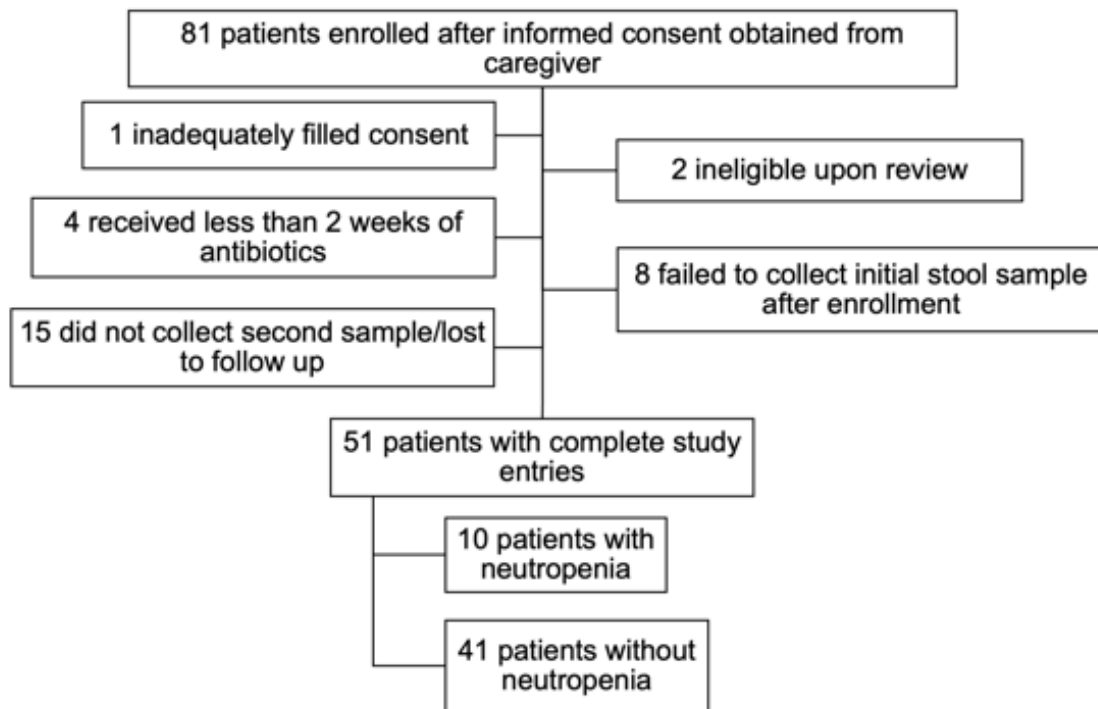 81 patients enrolled after informed consent obtained from
caregiver
1 inadequately filled consent
2 ineligible upon review
4 received less than 2 weeks of
antibiotics
8 failed to collect initial stool sample
after enrollment
15 did not collect second sample/lost
to follow up
51 patients with complete study
entries
10 patients with
neutropenia
41 patients without
neutropenia